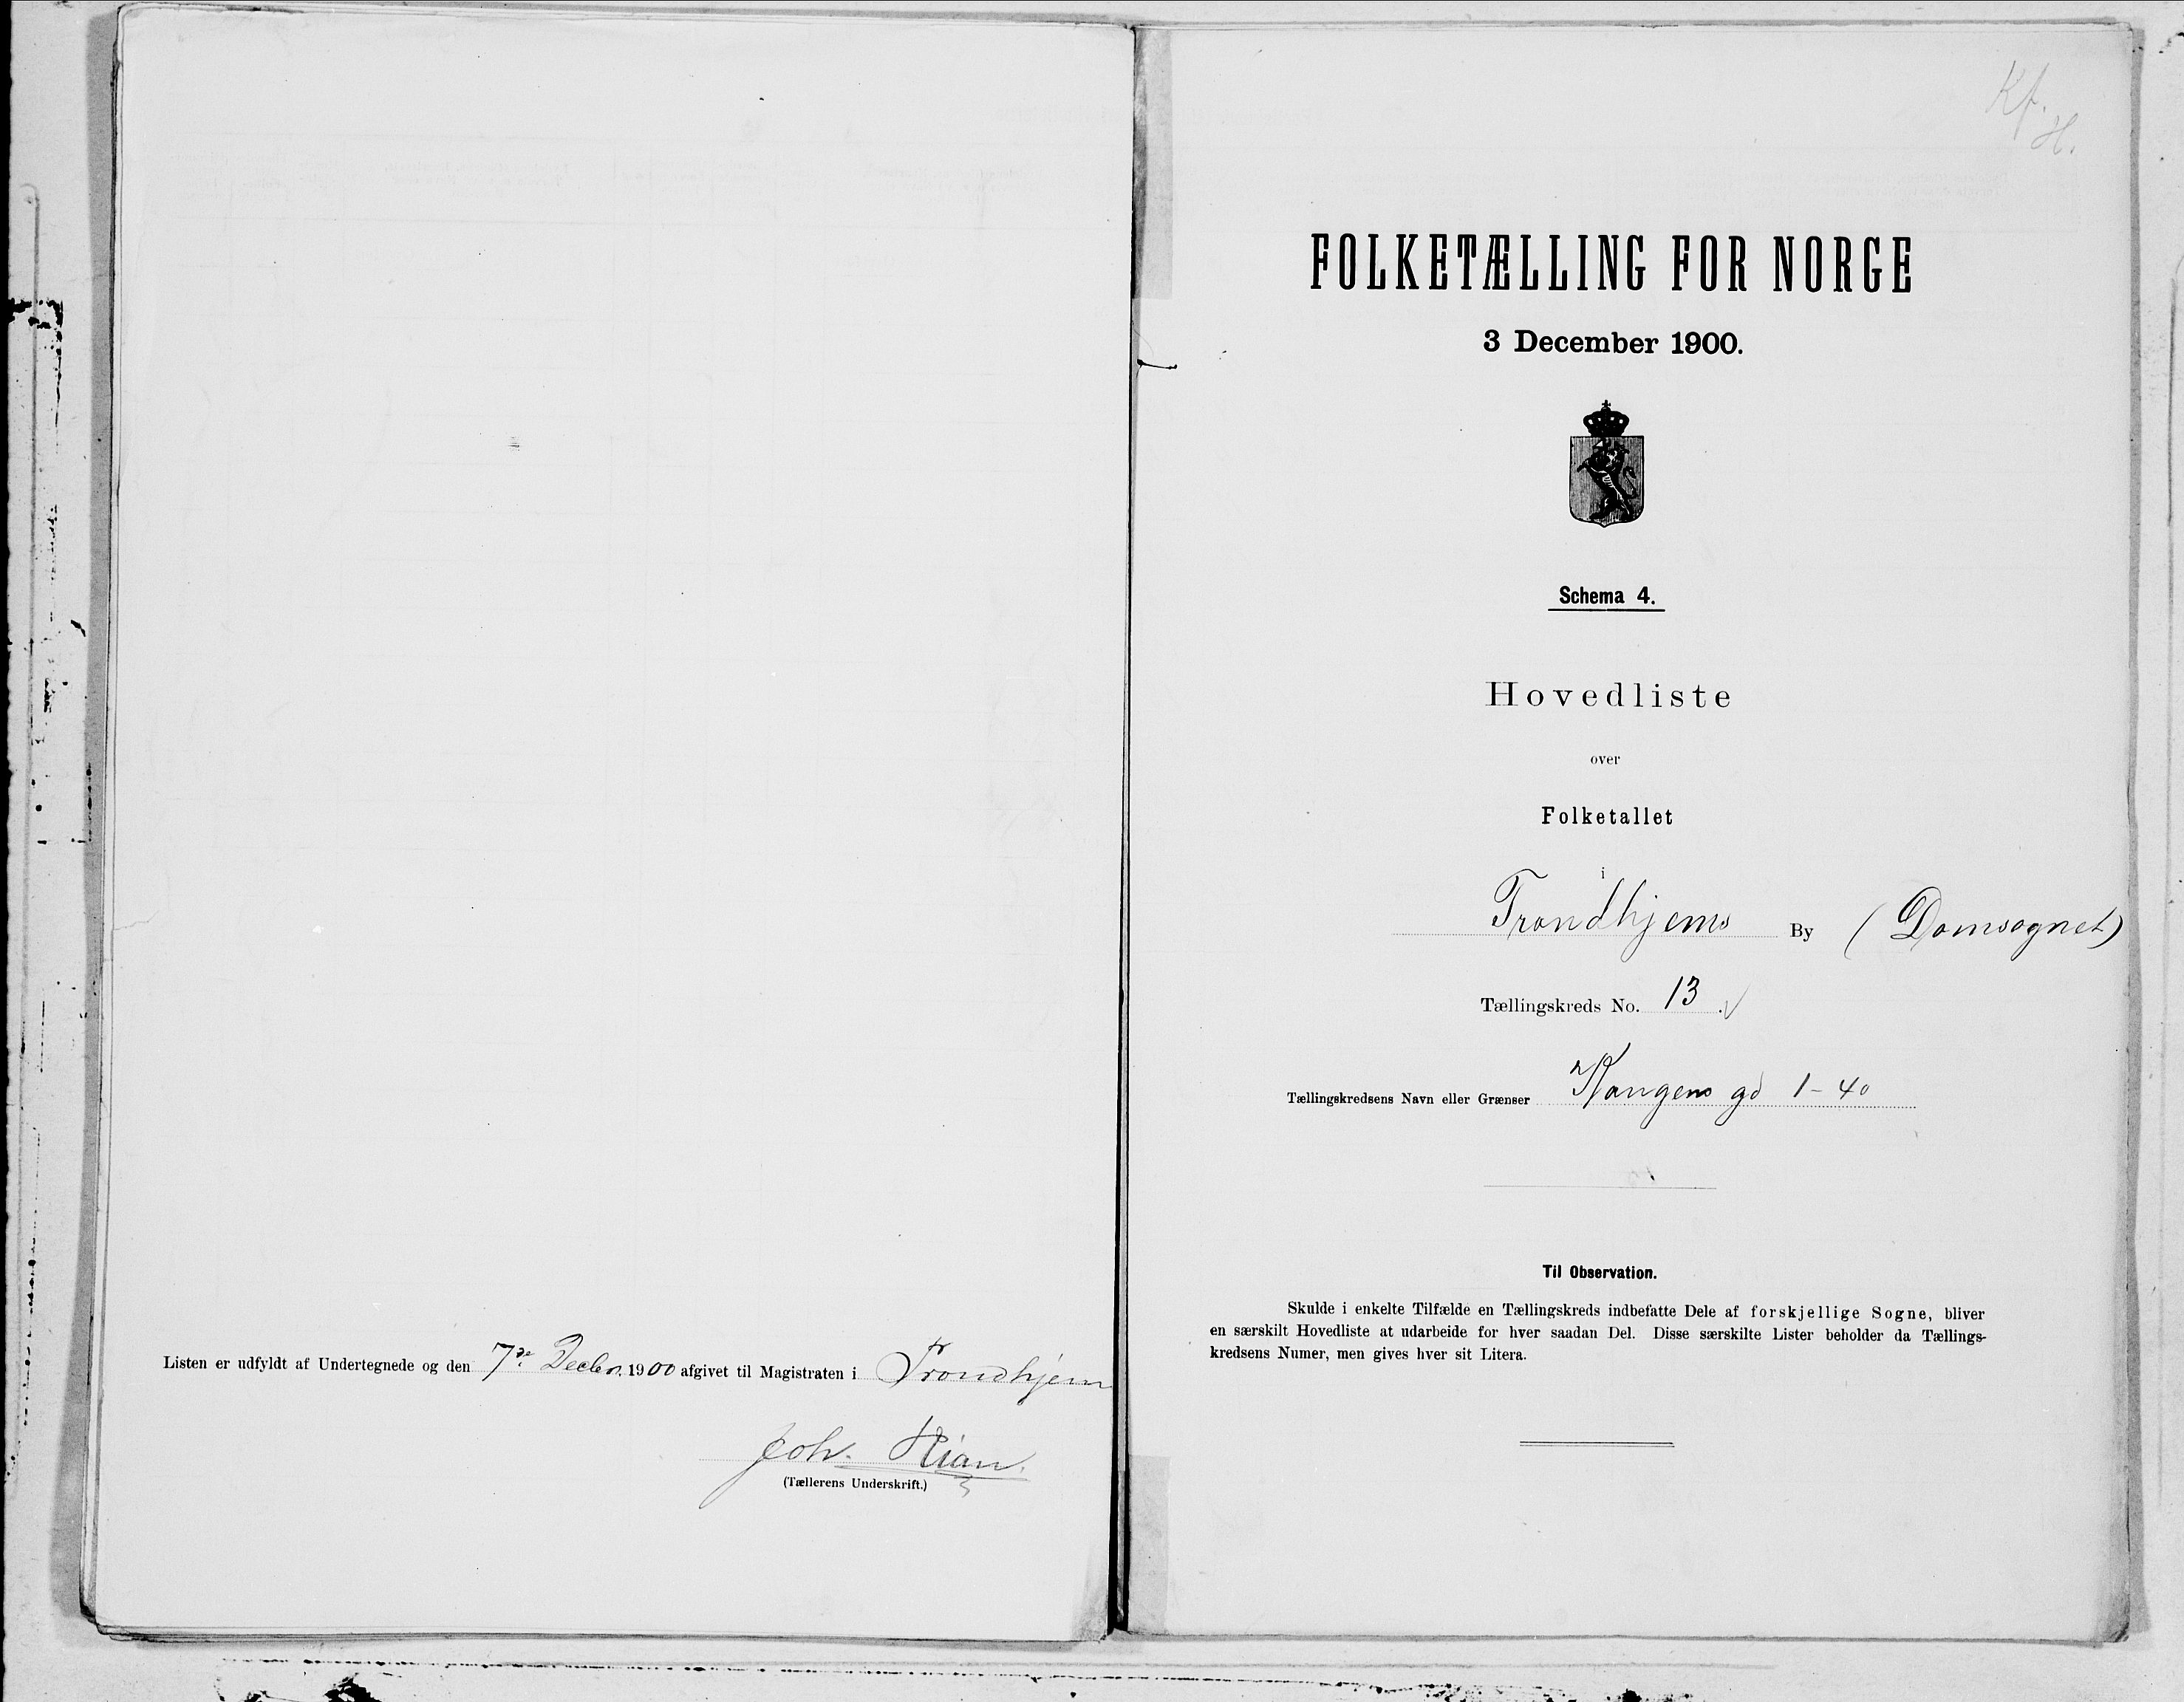 Listen er udfyldt af Undertegnede og den 7de Decbr. 1900 afgivet til Magistraten i Trondhjem
Joh. Hian.
(Tællerens Underskrift.)
Kf.
H.
FOLKETÆLLING FOR NORGE
3 December 1900.
Schema 4.
Hovedliste
over
Folketallet
i
Trondhjems By (Domsognet)
Tællingskreds No. 13.
Tællingskredsens Navn eller Grænser Kongens gd 1-40
Til Observation.
Skulde i enkelte Tilfælde en Tællingskreds indbefatte Dele af forskjellige Sogne, bliver
en særskilt Hovedliste at udarbeide for hver saadan Del. Disse særskilte Lister beholder da Tællings-
kredsens Numer, men gives hver sit Litera.